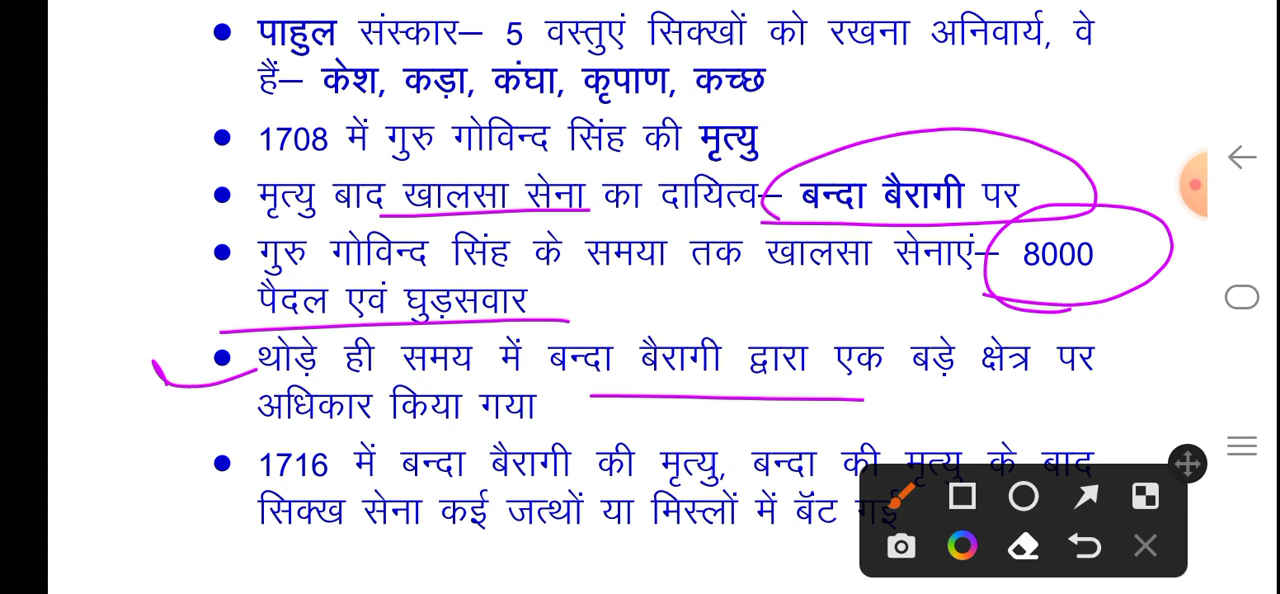 ● पाहुल संस्कार– 5 वस्तुएं सिक्खों को रखना अनिवार्य, वे
हैं– केश, कड़ा, कंघा, कृपाण, कच्छ
● 1708 में गुरु गोविन्द सिंह की मृत्यु
● मृत्यु बाद खालसा सेना का दायित्व– बन्दा बैरागी पर
● गुरु गोविन्द सिंह के समया तक खालसा सेनाएं– 8000
पैदल एवं घुड़सवार
● थोड़े ही समय में बन्दा बैरागी द्वारा एक बड़े क्षेत्र पर
अधिकार किया गया
● 1716 में बन्दा बैरागी की मृत्यु, बन्दा की मृत्यु के बाद
सिक्ख सेना कई जत्थों या मिस्लों में बॅंट गई